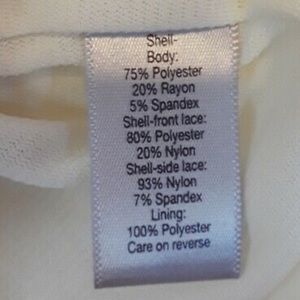 Shell-
Body:
75% Polyester
20% Rayon
5% Spandex
Shell-front lace:
80% Polyester
20% Nylon
Shell-side lace:
93% Nylon
7% Spandex
Lining:
100% Polyester
Care on reverse